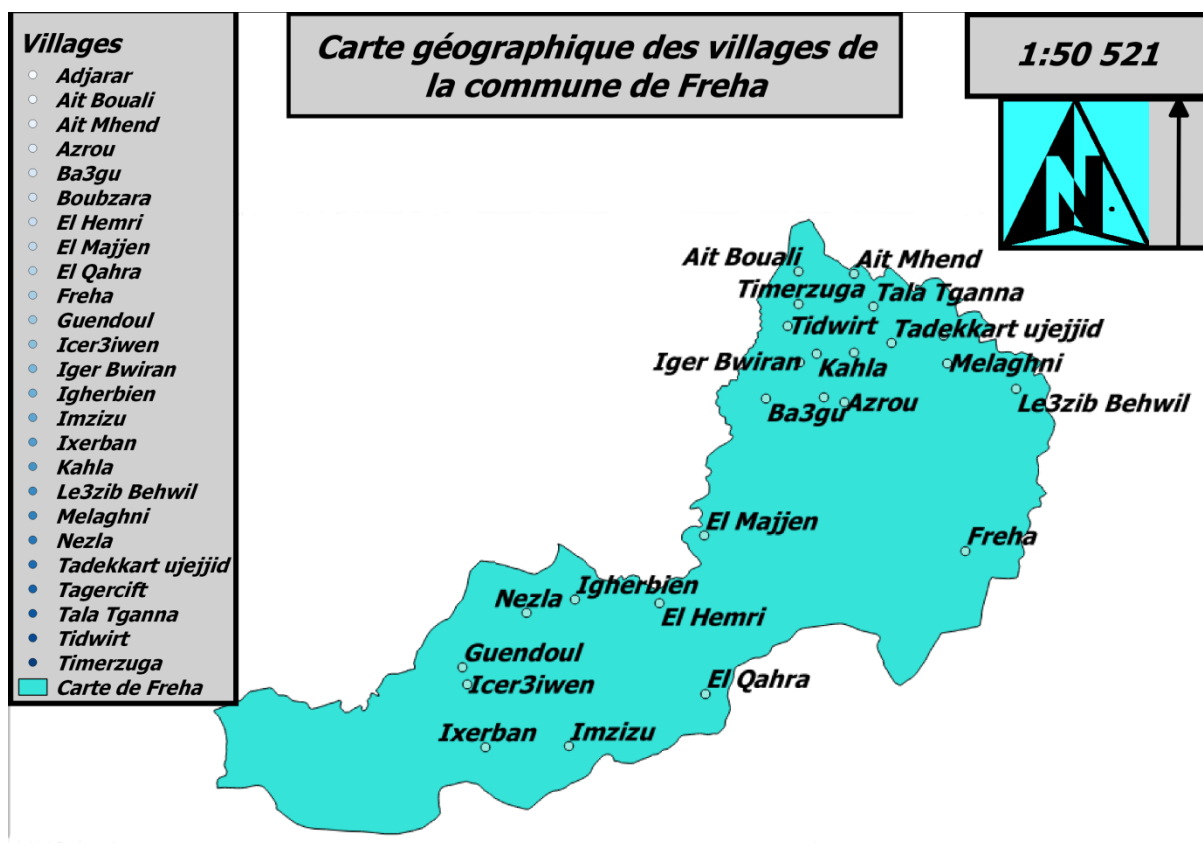 Villages
Adjarar
Ait Bouali
Ait Mhend
Azrou
Ba3gu
Boubzara
El Hemri
El Majjen
El Qahra
Freha
Guendoul
Icer3iwen
Iger Bwiran
Igherbien
Imzizu
Ixerban
Kahla
Le3zib Behwil
Melaghni
Nezla
Tadekkart ujejjid
Tagercift
Tala Tganna
Tidwirt
Timerzuga
Carte de Freha
Carte géographique des villages de
la commune de Freha
1:50 521
N
Ait Bouali
Ait Mhend
Timerzuga
Tala Tganna
Tidwirt
Tadekkart ujejjid
Iger Bwiran
Kahla
Melaghni
Ba3gu
Azrou
Le3zib Behwil
El Majjen
Freha
Nezla
Igherbien
El Hemri
Guendoul
Icer3iwen
El Qahra
Ixerban
Imzizu